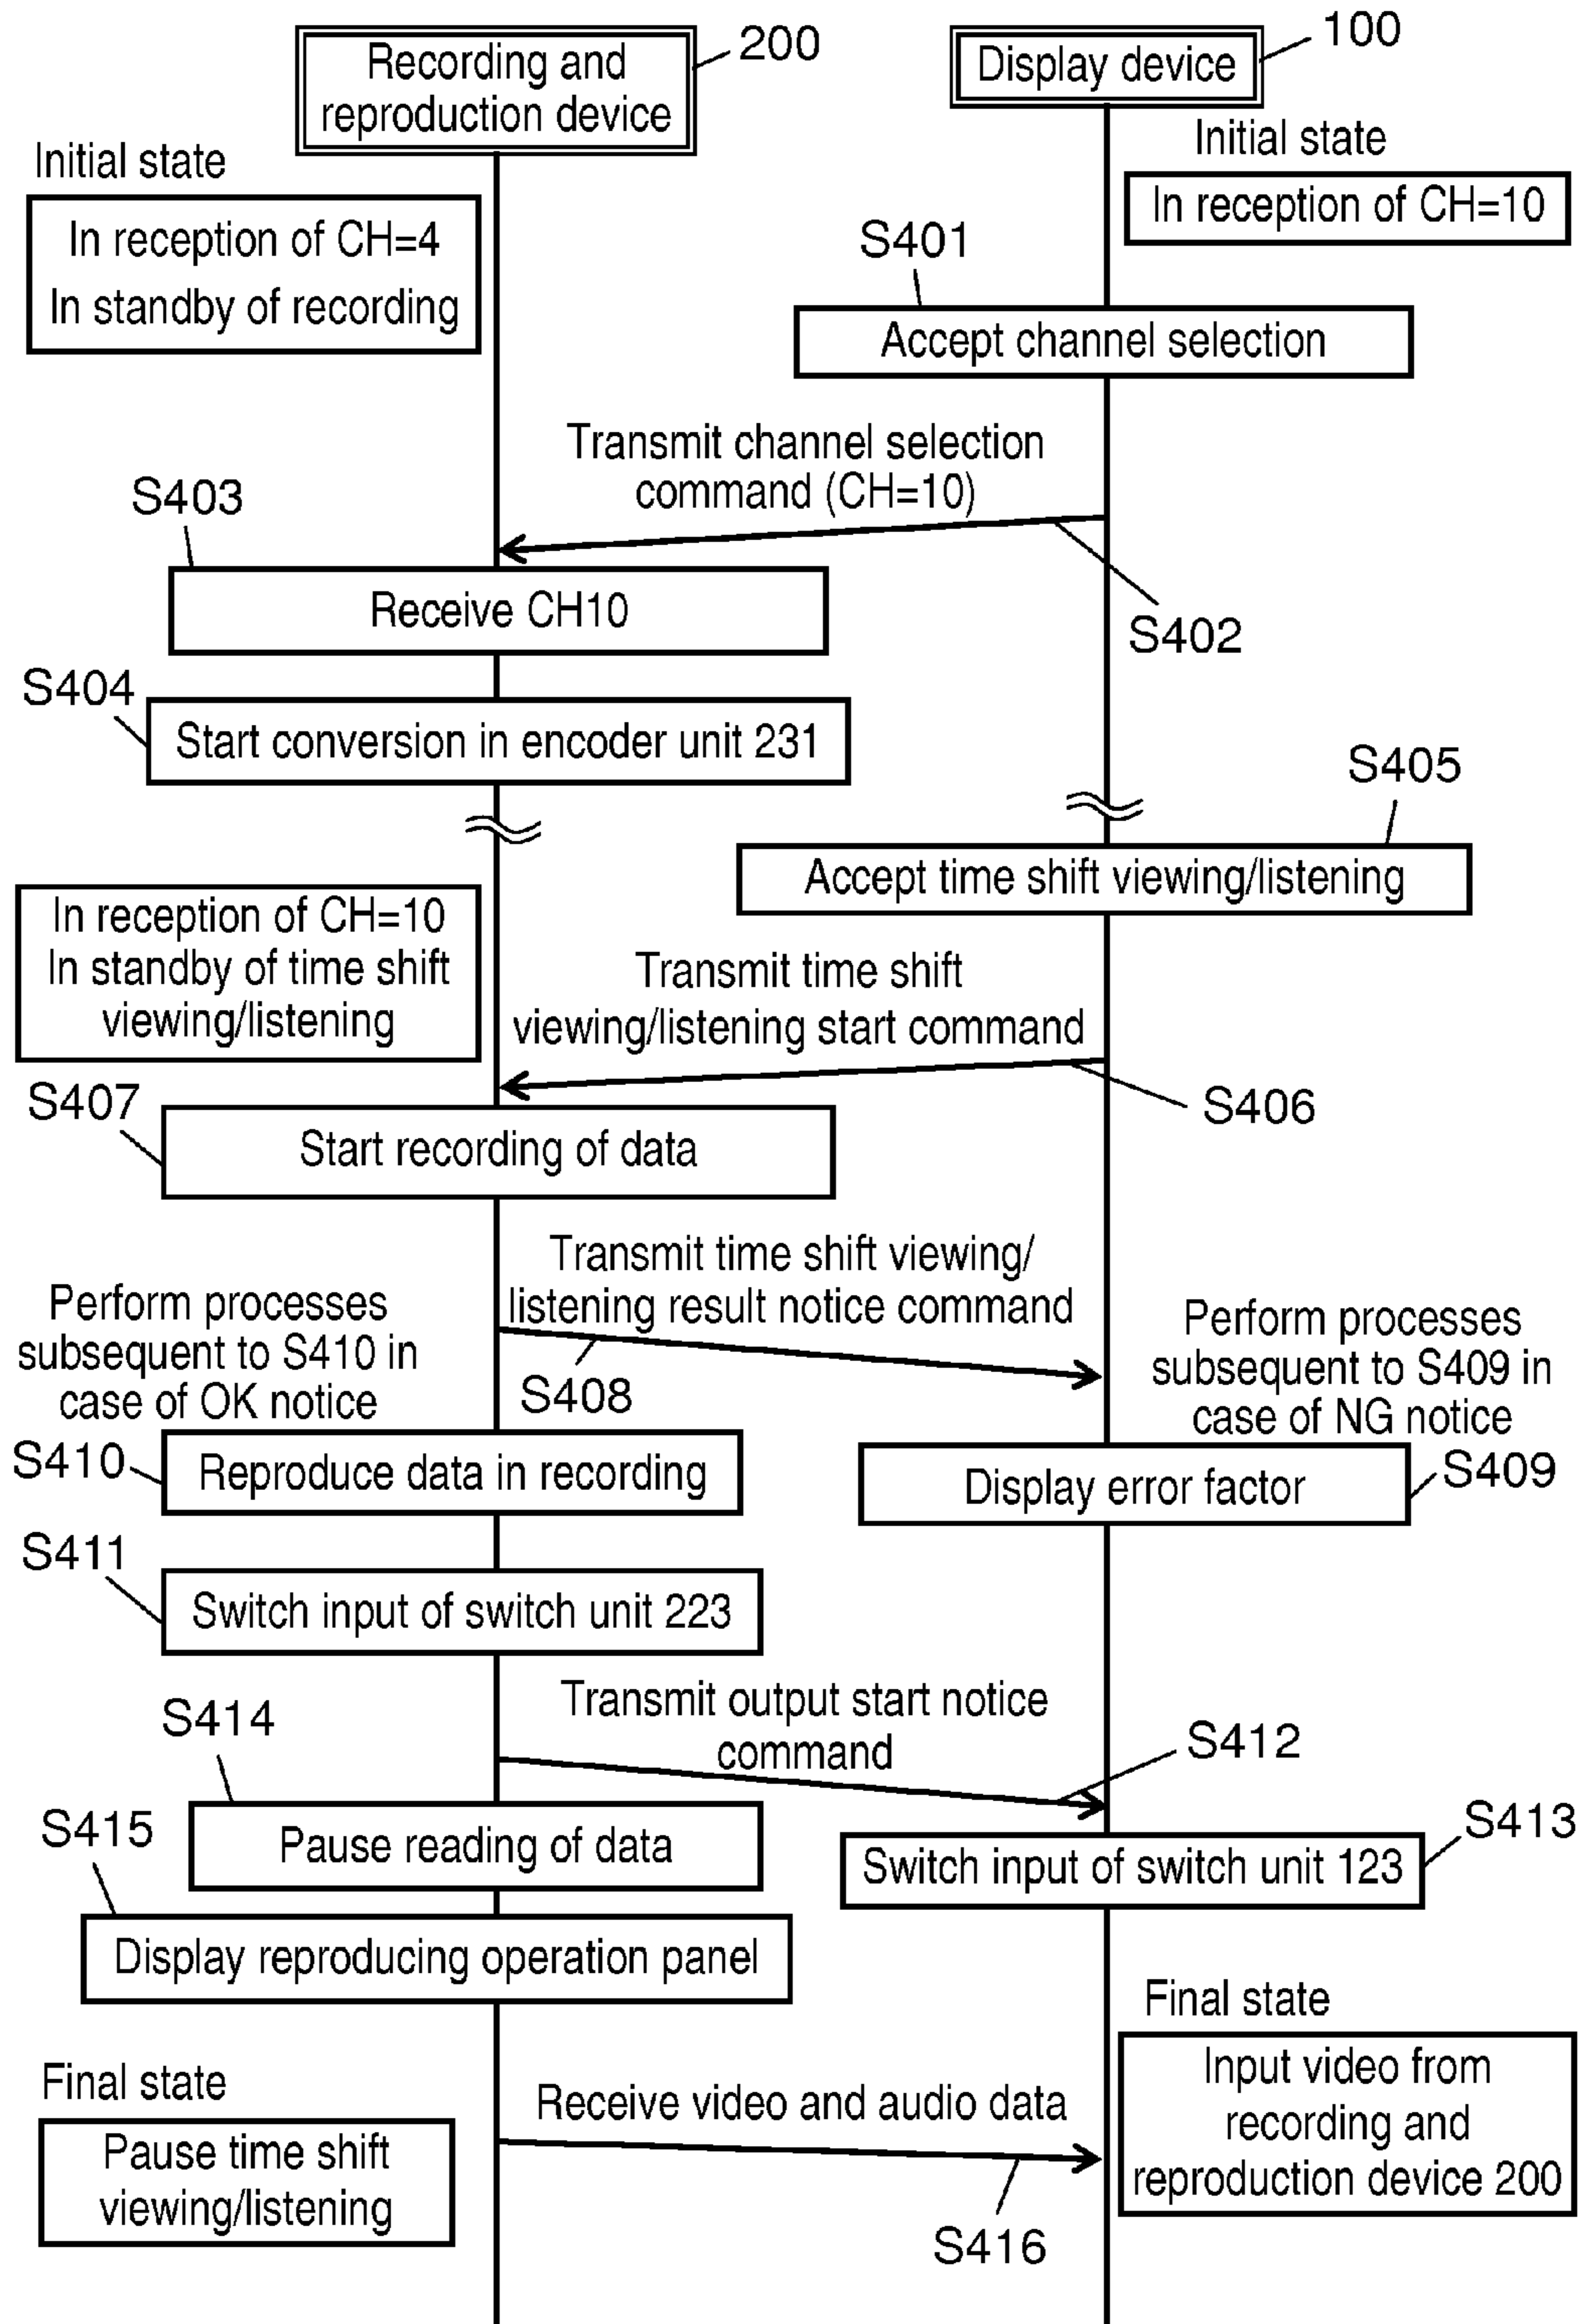 Recording and
reproduction device
200
Display device
100
Initial state
In reception of CH=4
In standby of recording
Initial state
In reception of CH=10
S401
Accept channel selection
Transmit channel selection
command (CH=10)
S402
S403
Receive CH10
S404
Start conversion in encoder unit 231
S405
Accept time shift viewing/listening
In reception of CH=10
In standby of time shift
viewing/listening
Transmit time shift
viewing/listening start command
S406
S407
Start recording of data
Transmit time shift viewing/
listening result notice command
S408
Perform processes
subsequent to S410 in
case of OK notice
Perform processes
subsequent to S409 in
case of NG notice
S410
Reproduce data in recording
Display error factor
S409
S411
Switch input of switch unit 223
Transmit output start notice
command
S412
S414
Pause reading of data
S413
Switch input of switch unit 123
S415
Display reproducing operation panel
Final state
Input video from
recording and
reproduction device 200
Final state
Pause time shift
viewing/listening
Receive video and audio data
S416